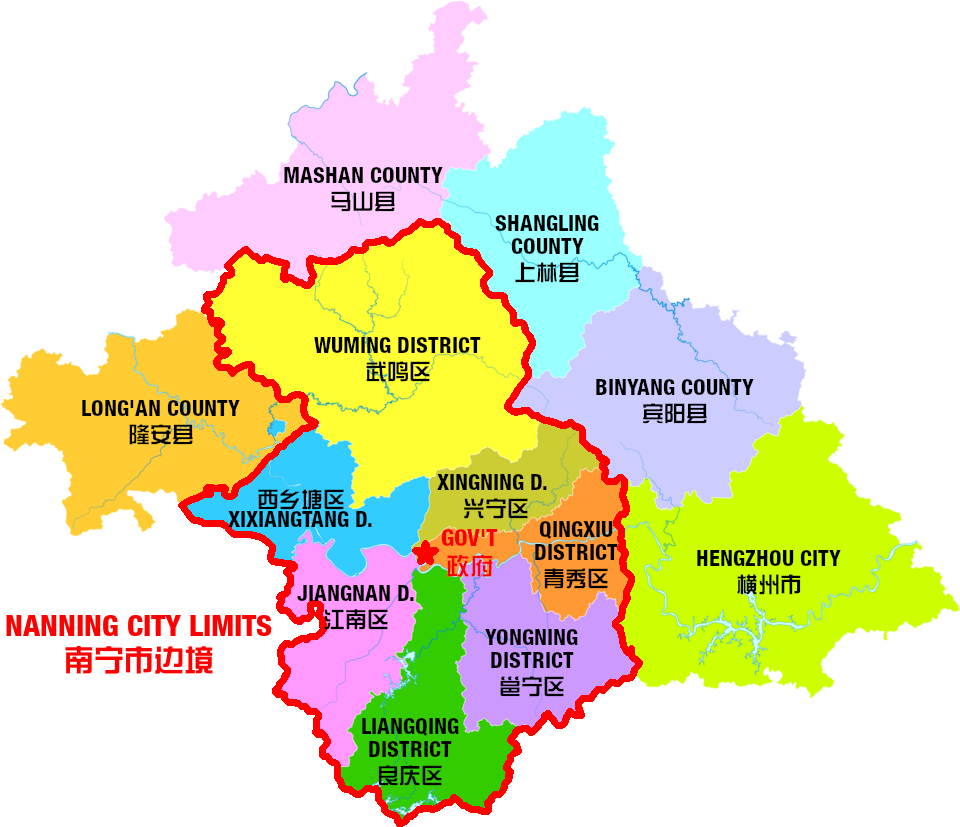 MASHAN COUNTY
马山县
SHANGLING
COUNTY
上林县
WUMING DISTRICT
武鸣区
BINYANG COUNTY
宾阳县
LONG'AN COUNTY
隆安县
XINGNING D.
兴宁区
西乡塘区
XIXIANGTANG D.
QINGXIU
DISTRICT
青秀区
GOV'T
政府
HENGZHOU CITY
横州市
JIANGNAN D.
江南区
NANNING CITY LIMITS
南宁市边境
YONGNING
DISTRICT
邕宁区
LIANGQING
DISTRICT
良庆区